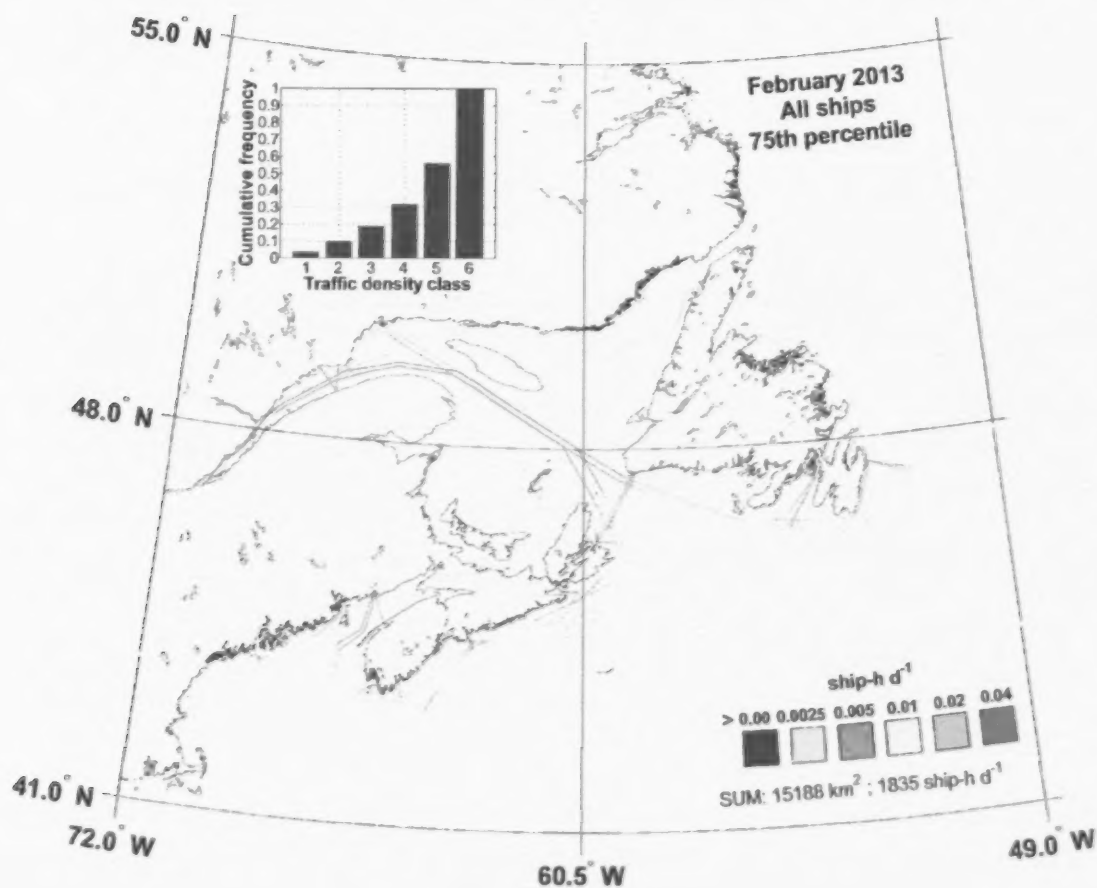 55.0° N
February 2013
All ships
75th percentile
Cumulative frequency
1
0.9
0.8
0.7
0.6
0.5
0.4
0.3
0.2
0.1
0
1 2 3 4 5 6
Traffic density class
48.0° N
ship-h d-1
> 0.00 0.0025 0.005 0.01 0.02 0.04
SUM: 15188 km2 ; 1835 ship-h d-1
41.0° N
72.0° W
60.5° W
49.0° W